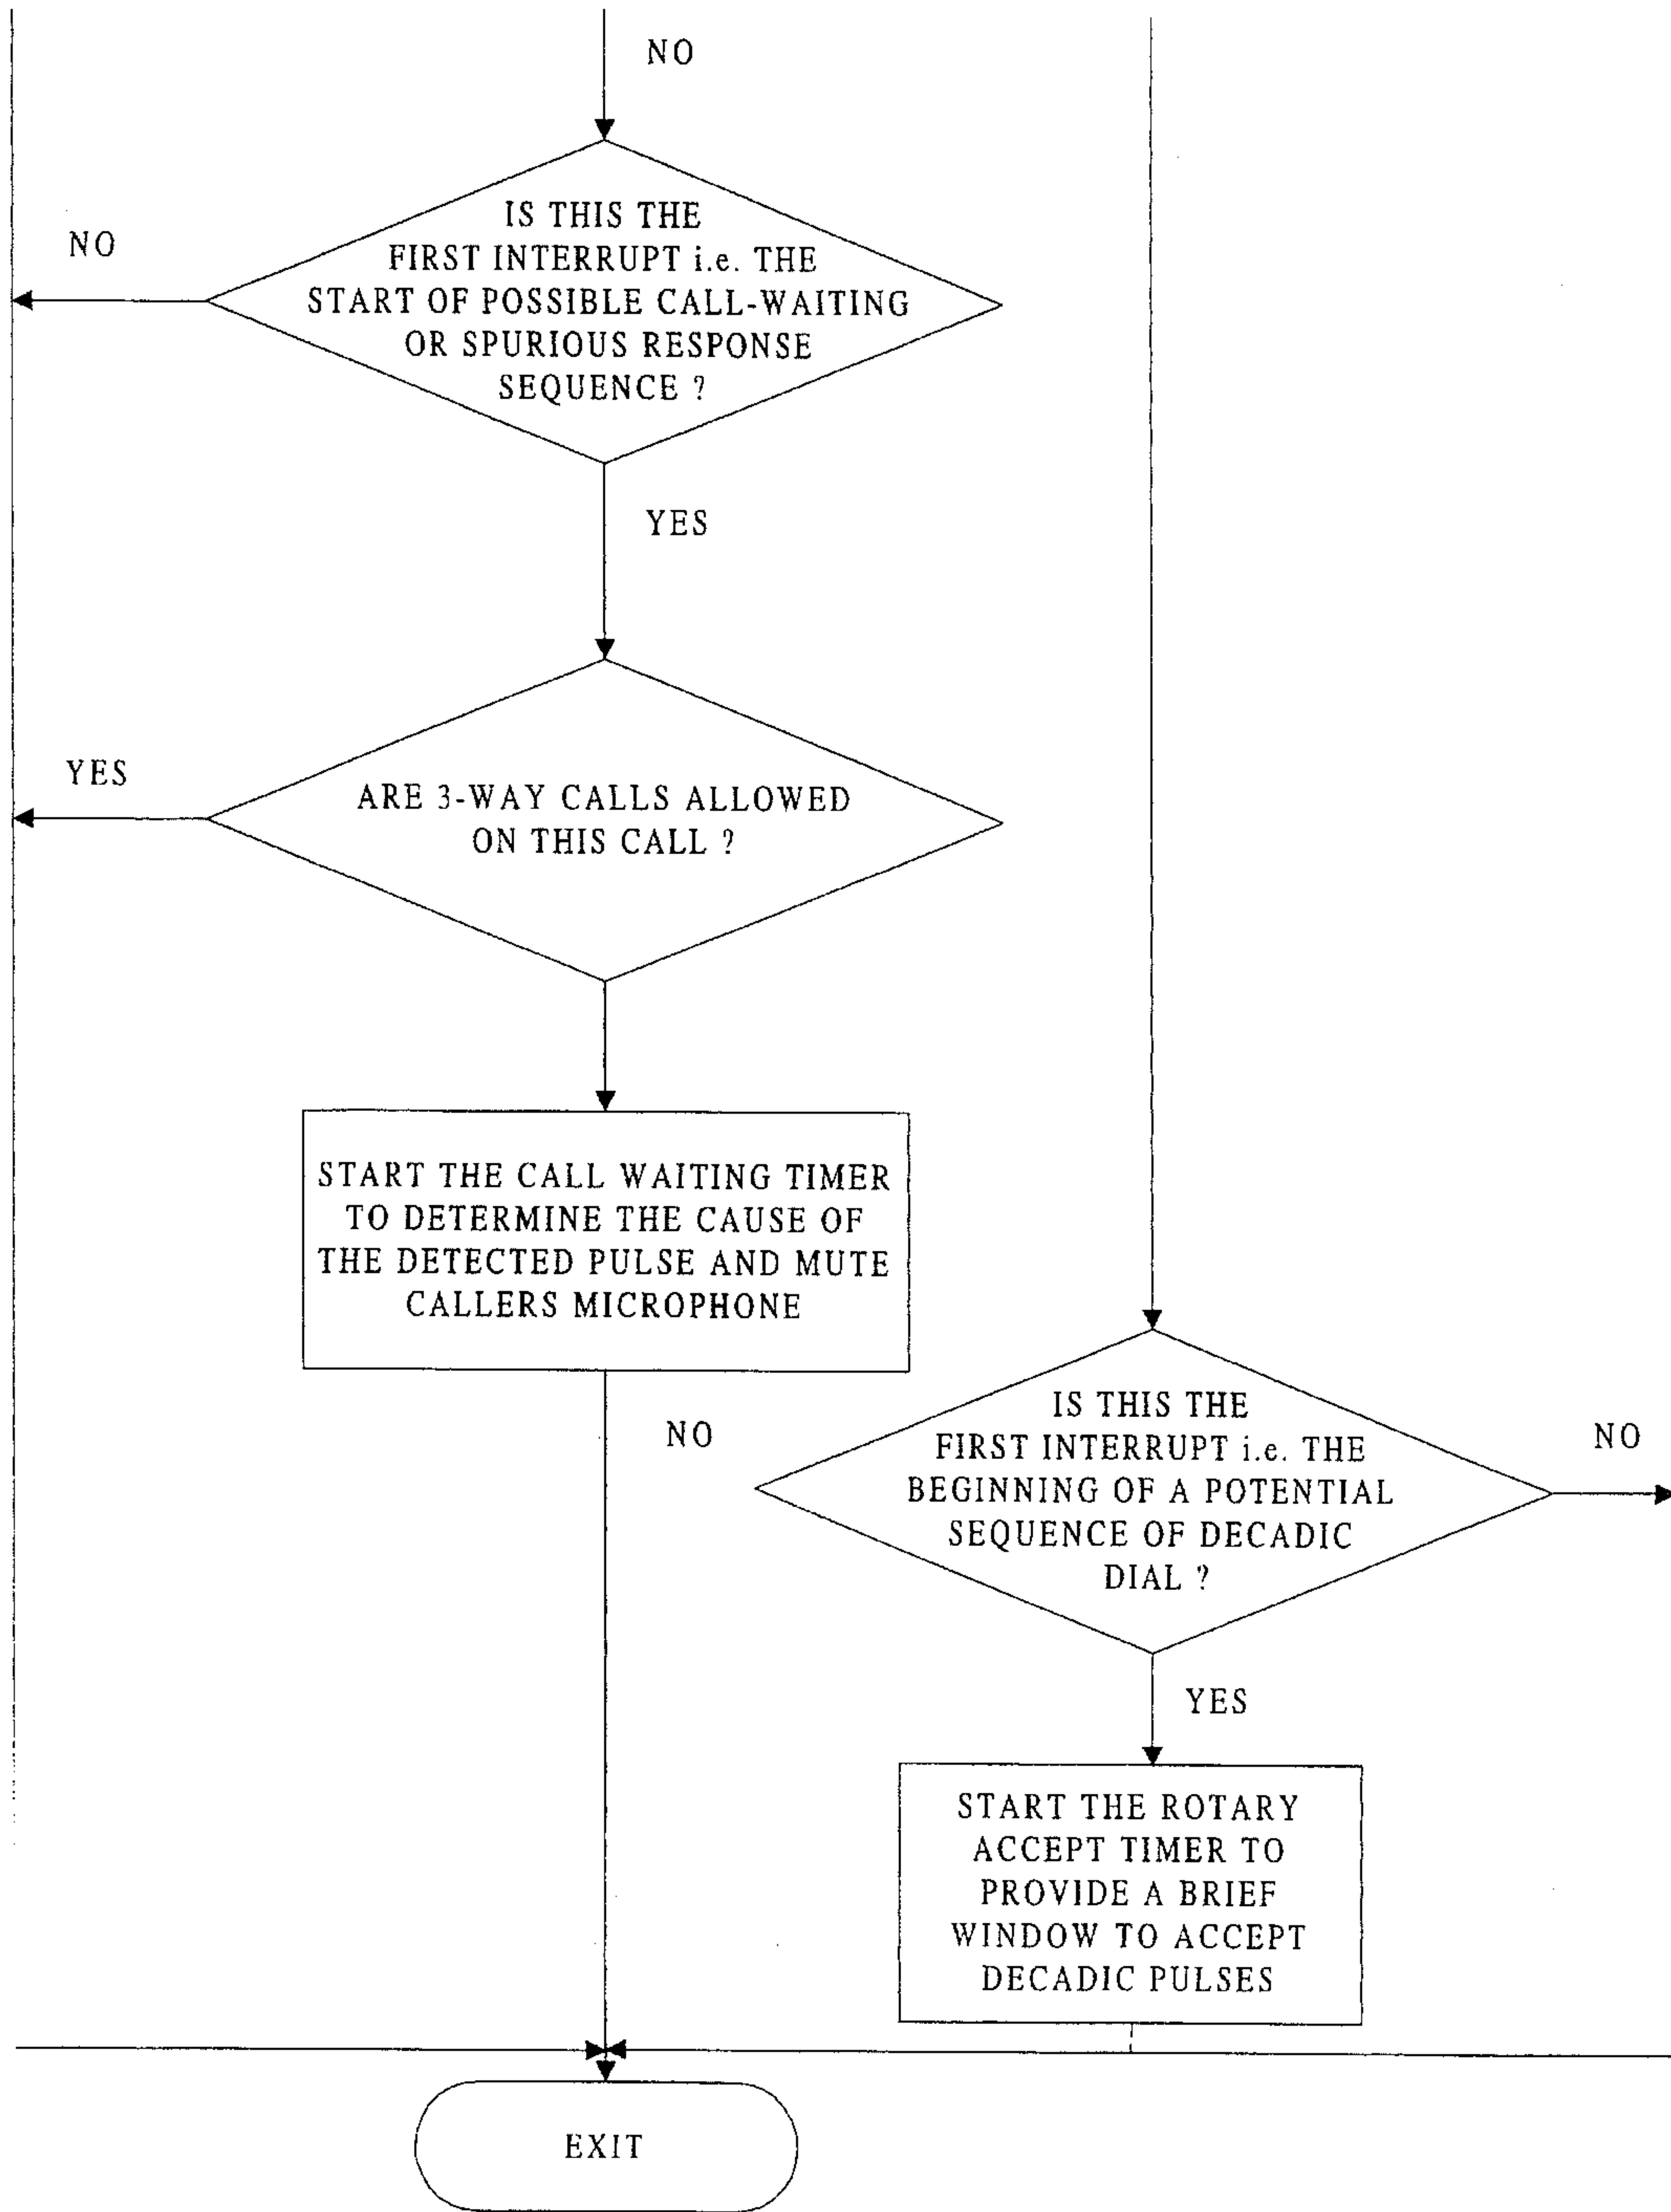 NO
IS THIS THE
FIRST INTERRUPT i.e. THE
START OF POSSIBLE CALL-WAITING
OR SPURIOUS RESPONSE
SEQUENCE ?
NO
YES
ARE 3-WAY CALLS ALLOWED
ON THIS CALL ?
YES
START THE CALL WAITING TIMER
TO DETERMINE THE CAUSE OF
THE DETECTED PULSE AND MUTE
CALLERS MICROPHONE
NO
IS THIS THE
FIRST INTERRUPT i.e. THE
BEGINNING OF A POTENTIAL
SEQUENCE OF DECADIC
DIAL ?
NO
YES
START THE ROTARY
ACCEPT TIMER TO
PROVIDE A BRIEF
WINDOW TO ACCEPT
DECADIC PULSES
EXIT